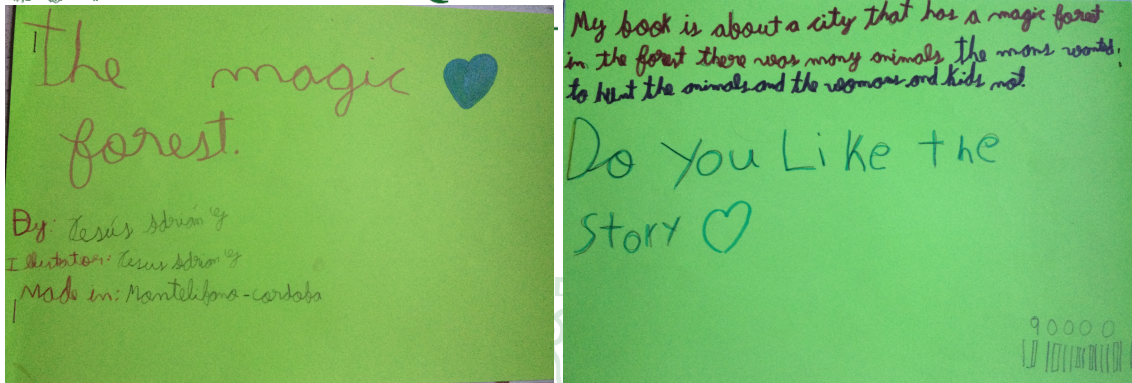 The magic
forest.
By: Jesús Adrián G
Illustrator: Jesus Adrian G
Made in: Montelibano-cordoba
My book is about a city that has a magic forest
in the forest there was many animals, the mans wanted
to hunt the animals and the womans and kids not.
Do you Like the
Story
90000